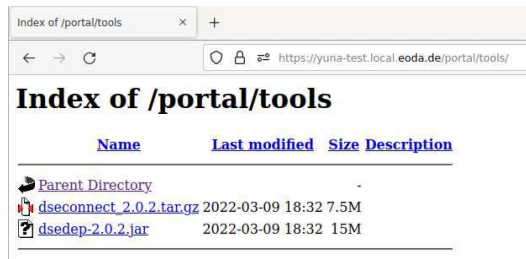 Index of /portal/tools
https://yuna-test.local.eoda.de/portal/tools/
Index of /portal/tools
Name Last modified Size Description
Parent Directory -
dseconnect_2.0.2.tar.gz 2022-03-09 18:32 7.5M
dsedep-2.0.2.jar 2022-03-09 18:32 15M